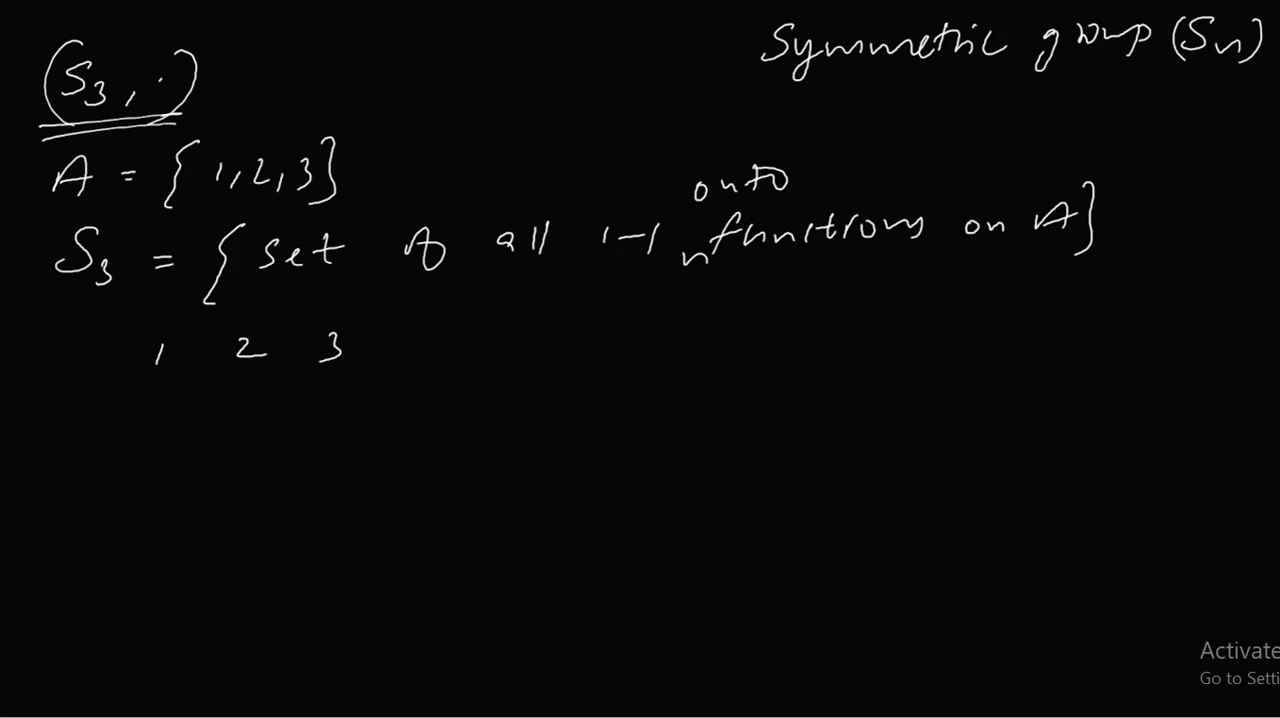 Symmetric group (Sn)
(S3, .)
A = { 1, 2, 3}
onto
S3 = { set of all 1-1 functions on A}
1 2 3
Activate
Go to Setti